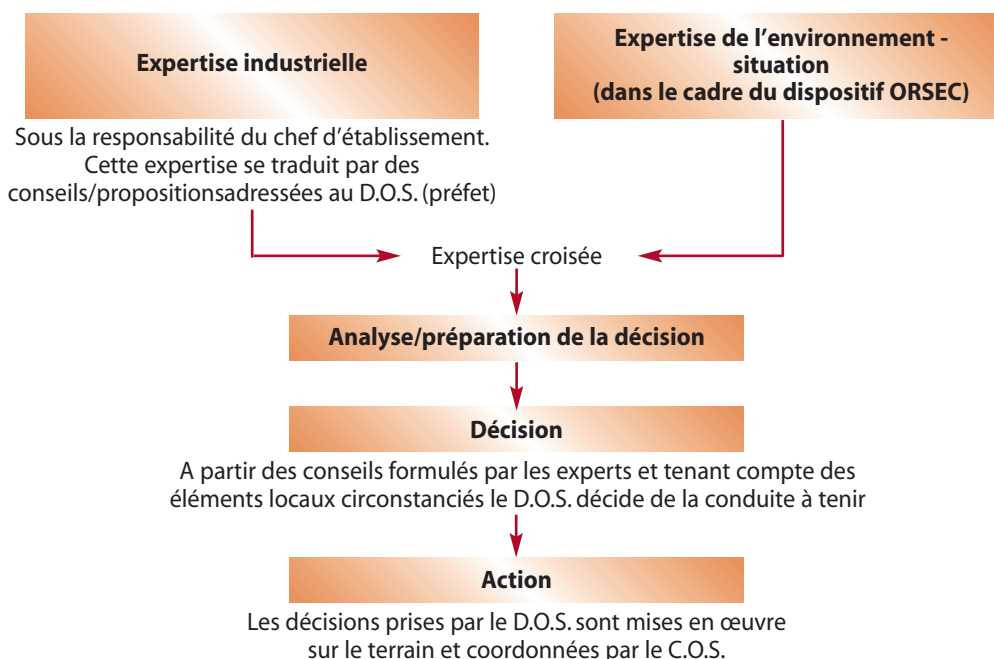 Expertise industrielle
Sous la responsabilité du chef d'établissement.
Cette expertise se traduit par des
conseils/propositionsadressées au D.O.S. (préfet)
Expertise de l'environnement -
situation
(dans le cadre du dispositif ORSEC)
Expertise croisée
Analyse/préparation de la décision
Décision
A partir des conseils formulés par les experts et tenant compte des
éléments locaux circonstanciés le D.O.S. décide de la conduite à tenir
Action
Les décisions prises par le D.O.S. sont mises en œuvre
sur le terrain et coordonnées par le C.O.S.